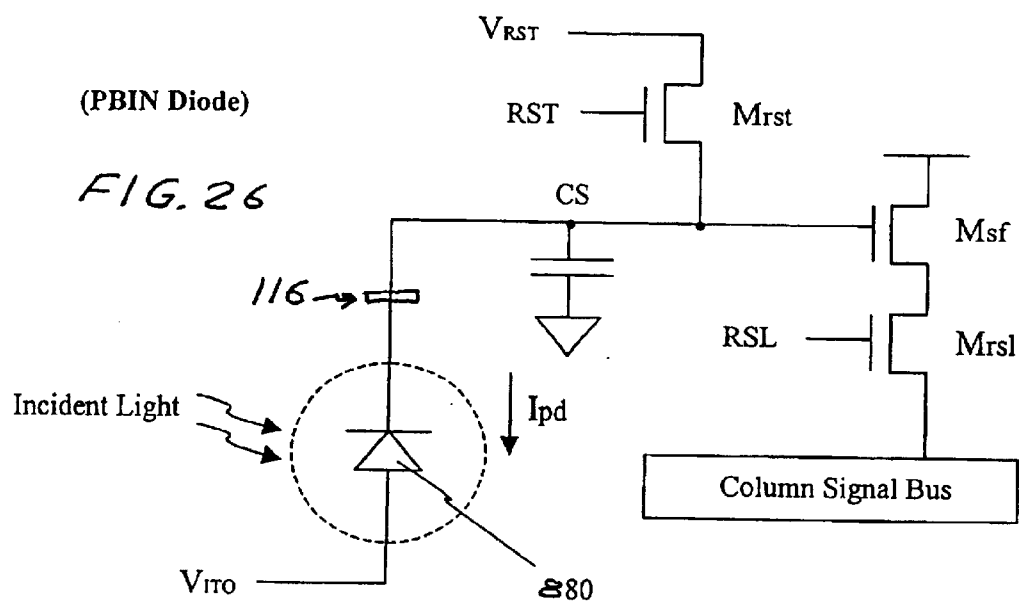 VRST
(PBIN Diode)
RST
Mrst
FIG. 26
CS
Msf
116
RSL
Mrsl
Incident Light
Ipd
Column Signal Bus
VITO
880